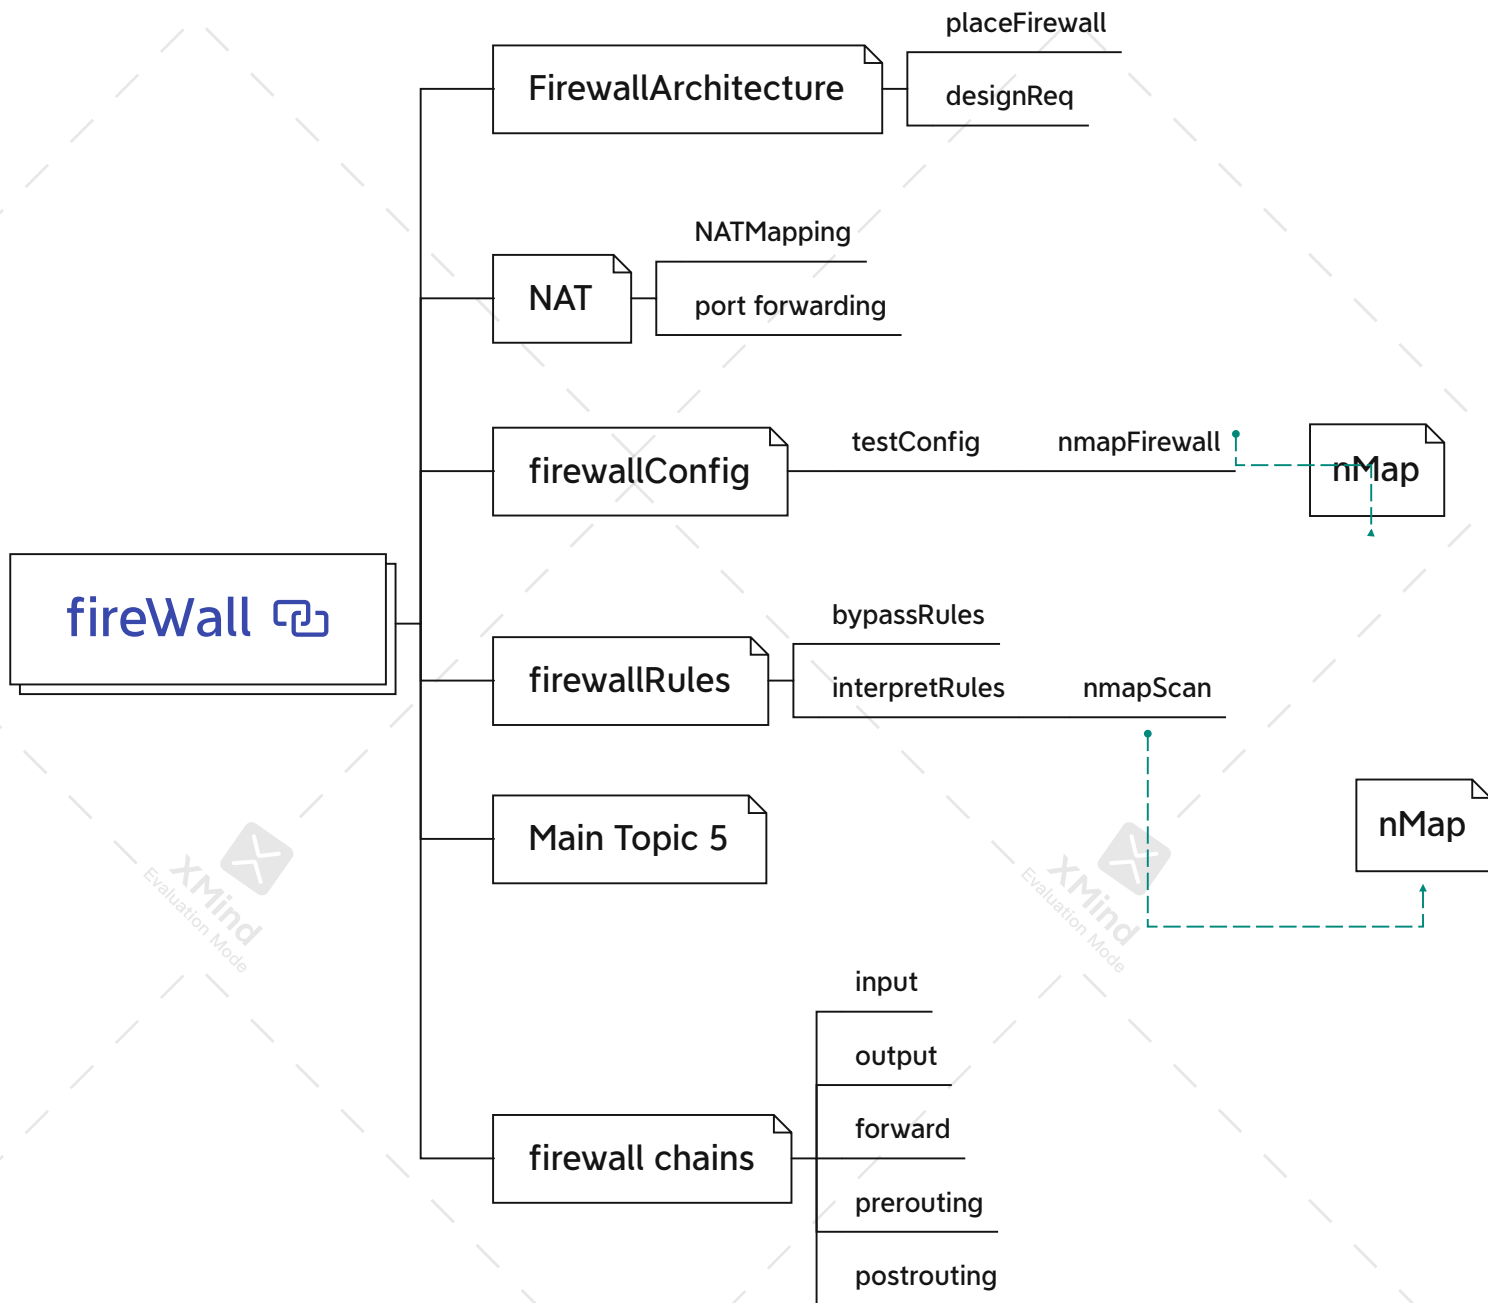 placeFirewall
FirewallArchitecture
designReq
NATMapping
NAT
port forwarding
firewallConfig
testConfig
nmapFirewall
nMap
fireWall
bypassRules
firewallRules
interpretRules
nmapScan
Main Topic 5
nMap
XMind
Evaluation Mode
XMind
Evaluation Mode
input
output
forward
firewall chains
prerouting
postrouting